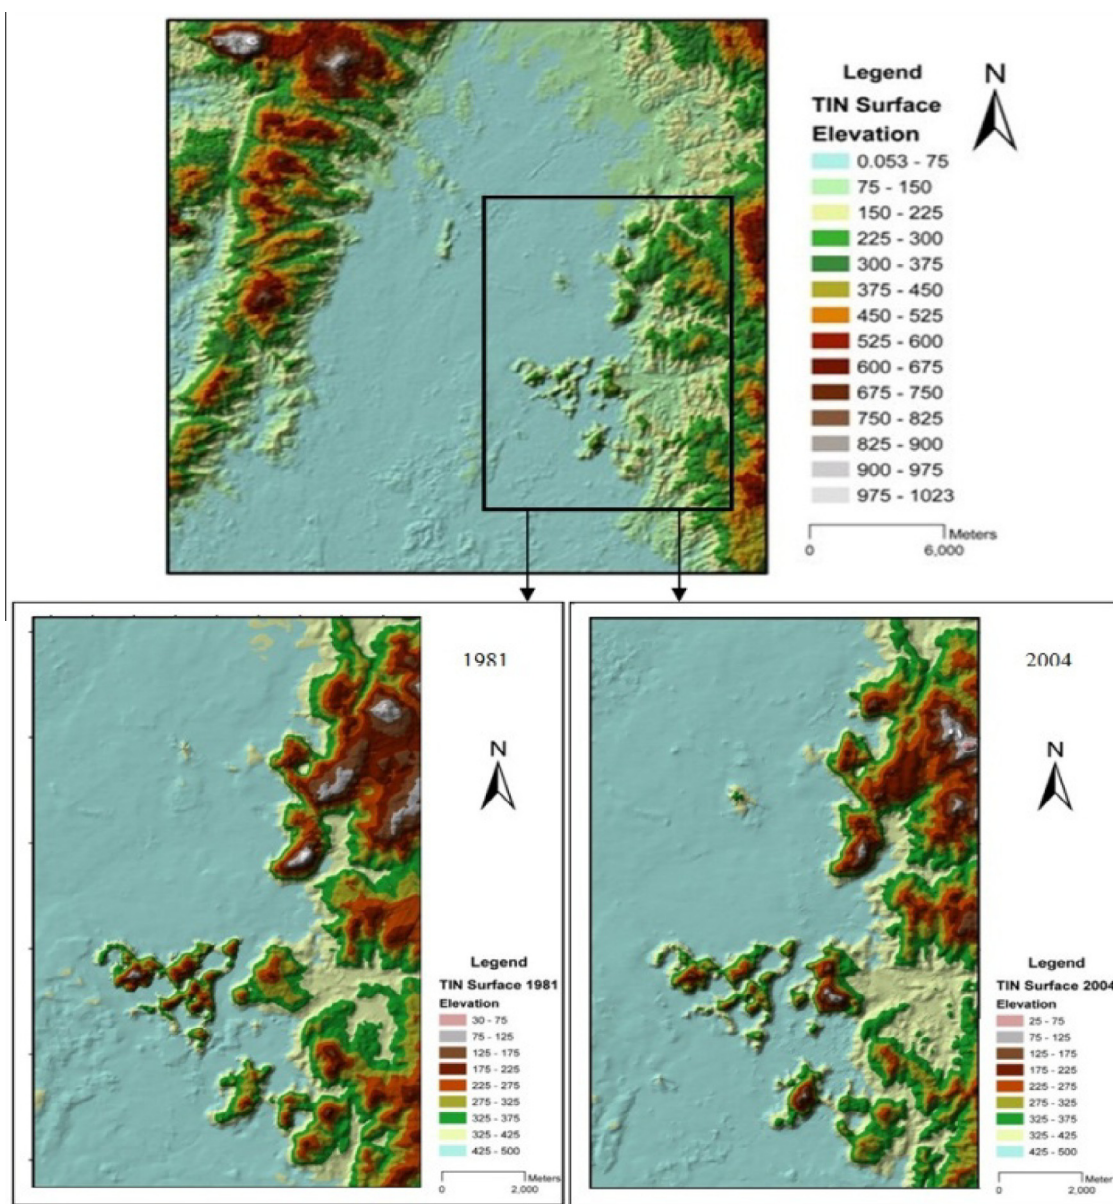 Legend
N
TIN Surface
Elevation
0.053 - 75
75 - 150
150 - 225
225 - 300
300 - 375
375 - 450
450 - 525
525 - 600
600 - 675
675 - 750
750 - 825
825 - 900
900 - 975
975 - 1023
Meters
0 6,000
1981
N
Legend
TIN Surface 1981
Elevation
30 - 75
75 - 125
125 - 175
175 - 225
225 - 275
275 - 325
325 - 375
325 - 425
425 - 500
Meters
0 2,000
2004
N
Legend
TIN Surface 2004
Elevation
25 - 75
75 - 125
125 - 175
175 - 225
225 - 275
275 - 325
325 - 375
325 - 425
425 - 500
Meters
0 2,000